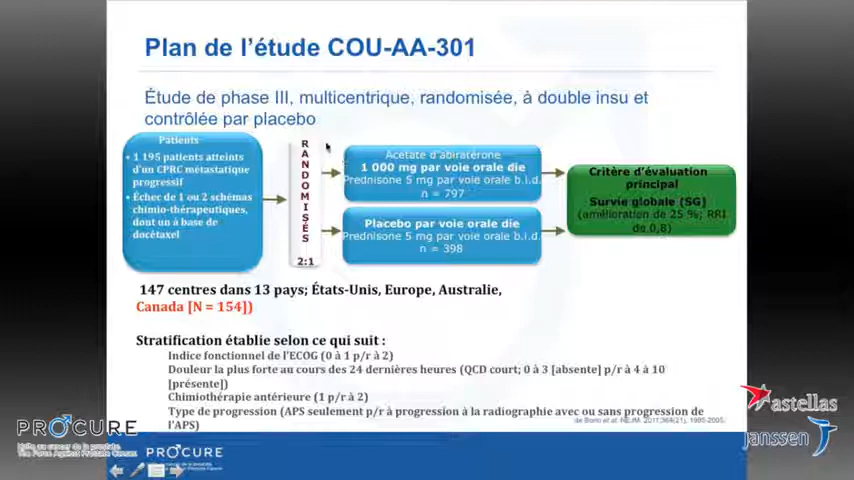 Plan de l'étude COU-AA-301
Étude de phase III, multicentrique, randomisée, à double insu et
contrôlée par placebo
Patients
• 1 195 patients atteints
d'un CPRC métastatique
progressif
• Échec de 1 ou 2 schémas
chimio-thérapeutiques,
dont un à base de
docétaxel
RANDOMISÉS
2:1
Acétate d'abiratérone
1 000 mg par voie orale die
Prednisone 5 mg par voie orale b.i.d.
n = 797
Placebo par voie orale die
Prednisone 5 mg par voie orale b.i.d.
n = 398
Critère d'évaluation
principal
Survie globale (SG)
(amélioration de 25 %; RRI
de 0,8)
147 centres dans 13 pays; États-Unis, Europe, Australie,
Canada [N = 154])
Stratification établie selon ce qui suit :
Indice fonctionnel de l'ECOG (0 à 1 p/r à 2)
Douleur la plus forte au cours des 24 dernières heures (QCD court; 0 à 3 [absente] p/r à 4 à 10
[présente])
Chimiothérapie antérieure (1 p/r à 2)
Type de progression (APS seulement p/r à progression à la radiographie avec ou sans progression de
l'APS)
de Bono et al. NEJM. 2011;364(21), 1995-2005.
PROCURE
The Force Against Prostate Cancer
PROCURE
astellas
janssen